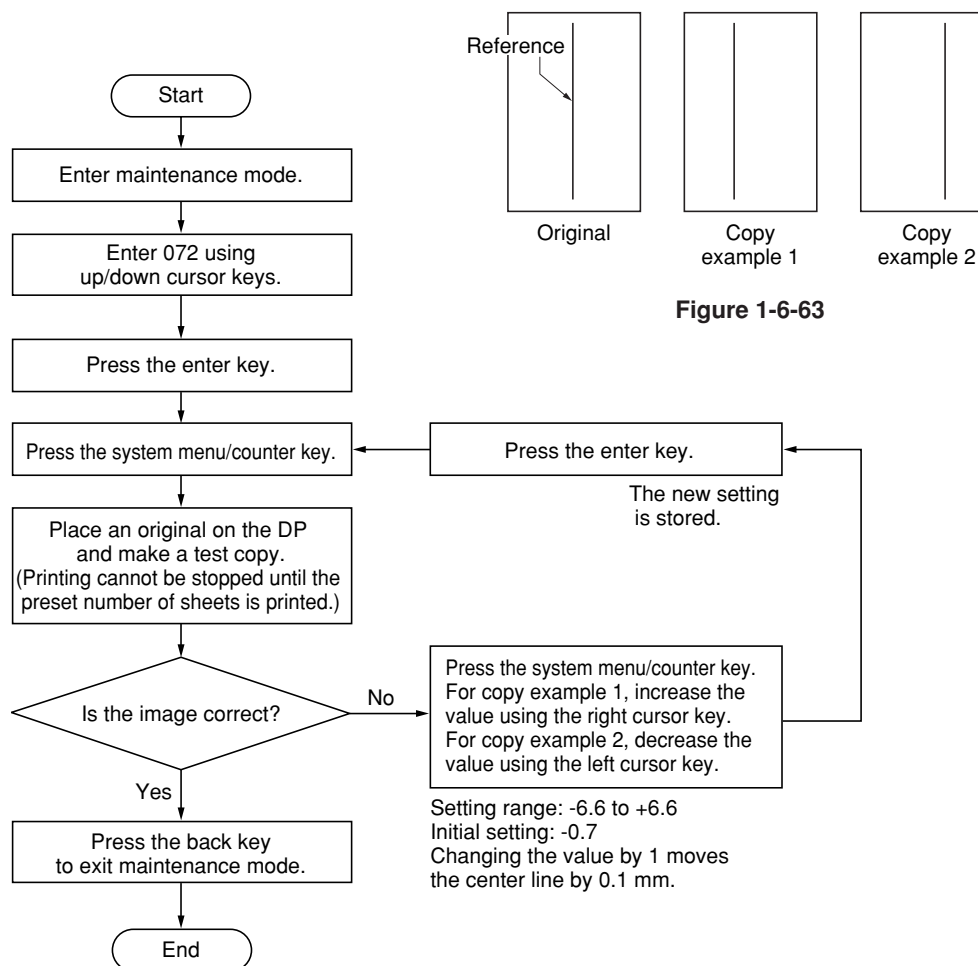 Start
Enter maintenance mode.
Enter 072 using
up/down cursor keys.
Press the enter key.
Press the system menu/counter key.
Place an original on the DP
and make a test copy.
(Printing cannot be stopped until the
preset number of sheets is printed.)
Is the image correct?
No
Yes
Press the back key
to exit maintenance mode.
End
Press the system menu/counter key.
For copy example 1, increase the
value using the right cursor key.
For copy example 2, decrease the
value using the left cursor key.
Setting range: -6.6 to +6.6
Initial setting: -0.7
Changing the value by 1 moves
the center line by 0.1 mm.
Press the enter key.
The new setting
is stored.
Reference
Original
Copy
example 1
Copy
example 2
Figure 1-6-63